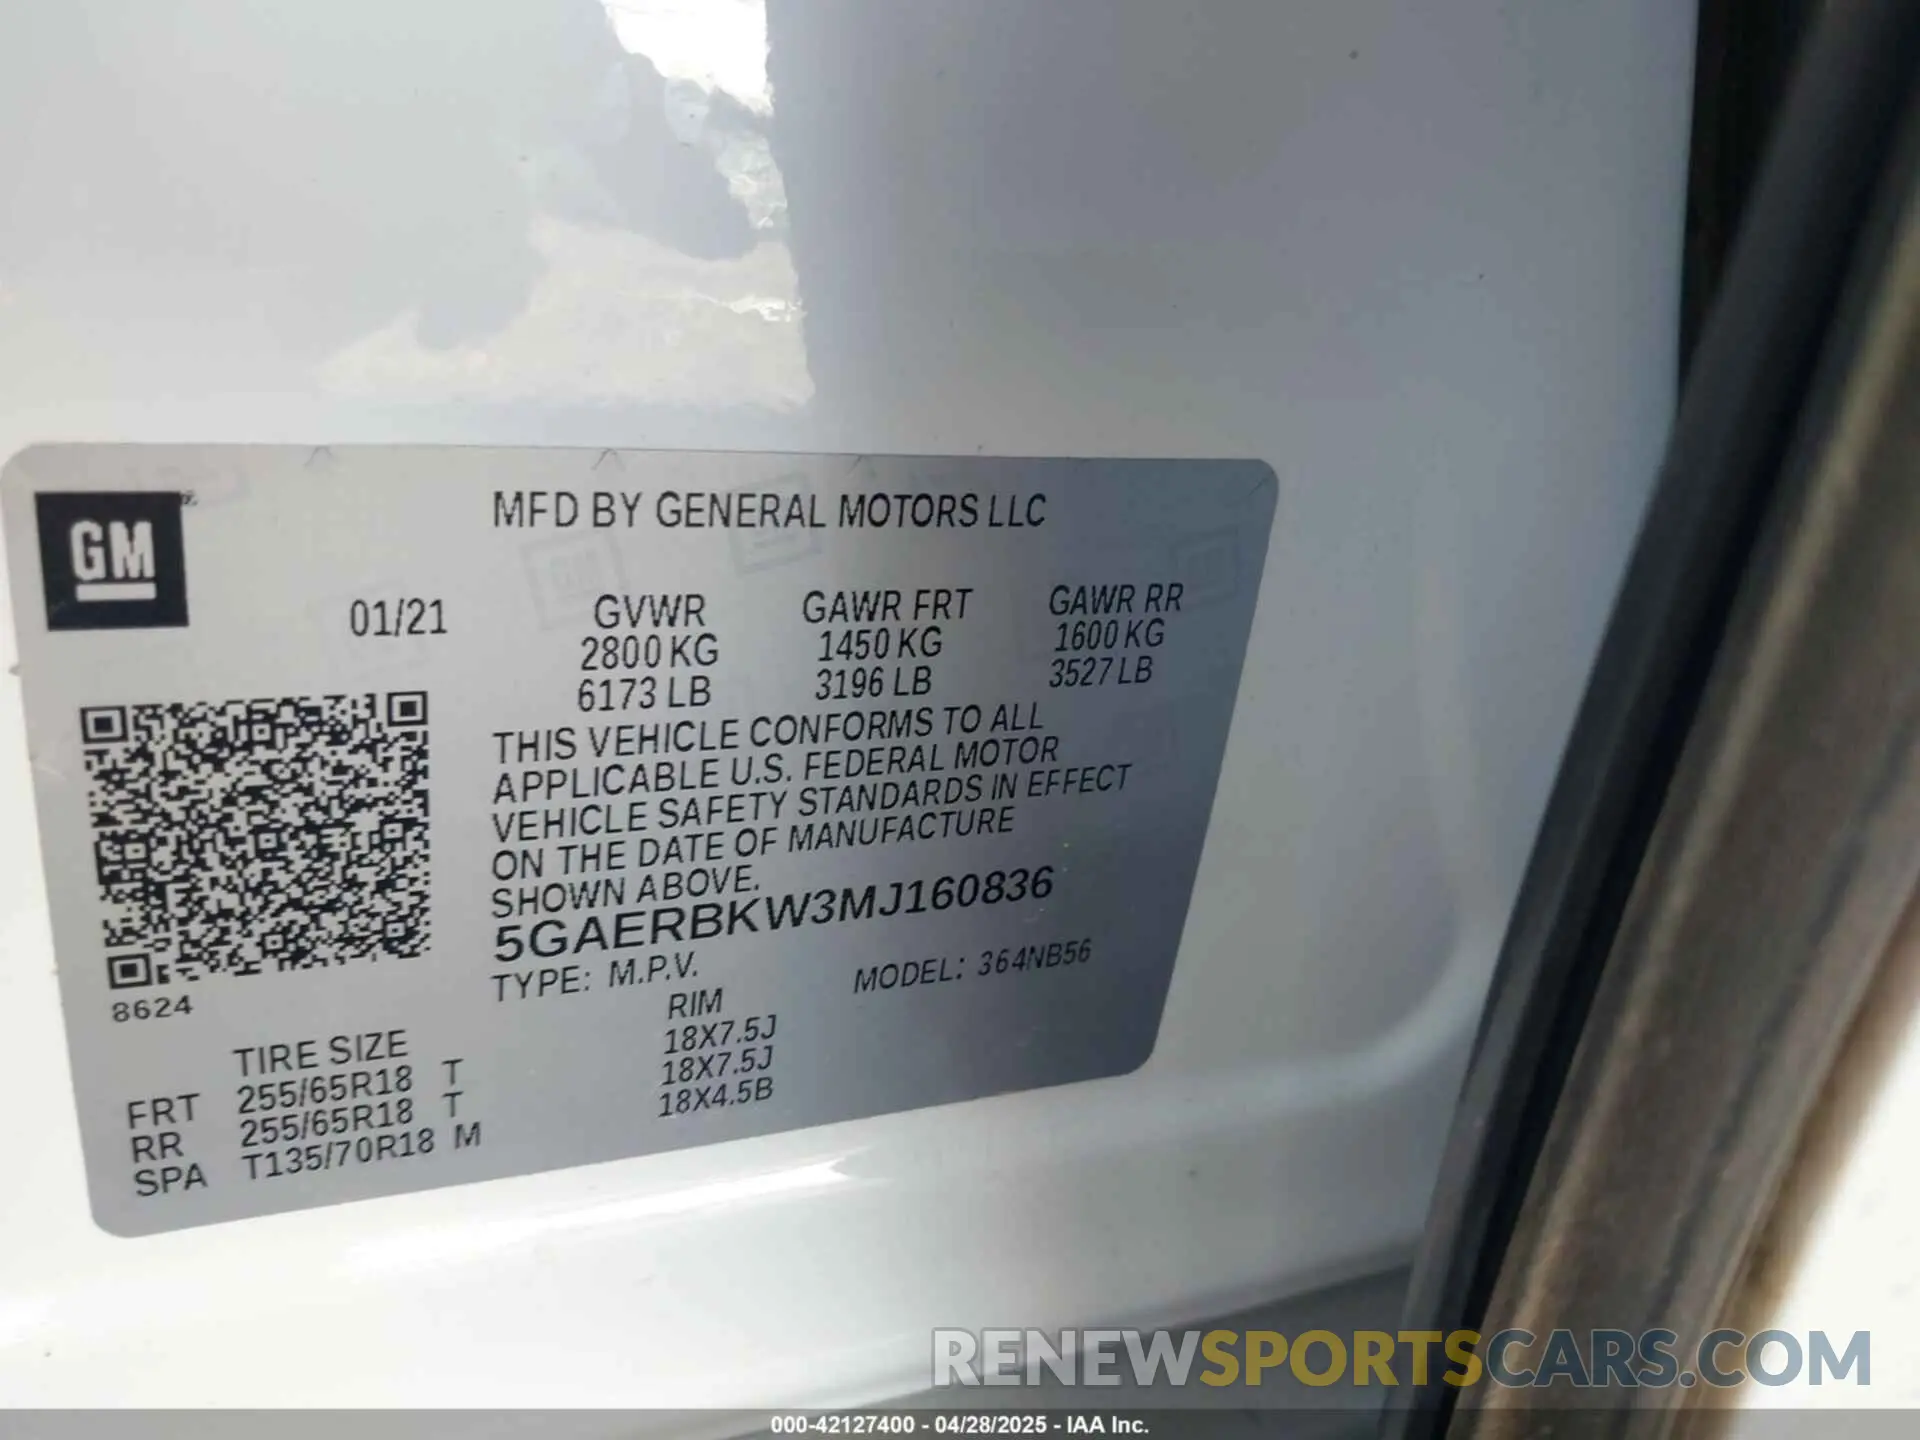 GM
MFD BY GENERAL MOTORS LLC
01/21
GVWR GAWR FRT GAWR RR
2800 KG 1450 KG 1600 KG
6173 LB 3196 LB 3527 LB
THIS VEHICLE CONFORMS TO ALL
APPLICABLE U.S. FEDERAL MOTOR
VEHICLE SAFETY STANDARDS IN EFFECT
ON THE DATE OF MANUFACTURE
SHOWN ABOVE.
5GAERBKW3MJ160836
TYPE: M.P.V. MODEL: 364NB56
8624
TIRE SIZE RIM
FRT 255/65R18 T 18X7.5J
RR 255/65R18 T 18X7.5J
SPA T135/70R18 M 18X4.5B
RENEWSPORTSCARS.COM
000-42127400 - 04/28/2025 - IAA Inc.